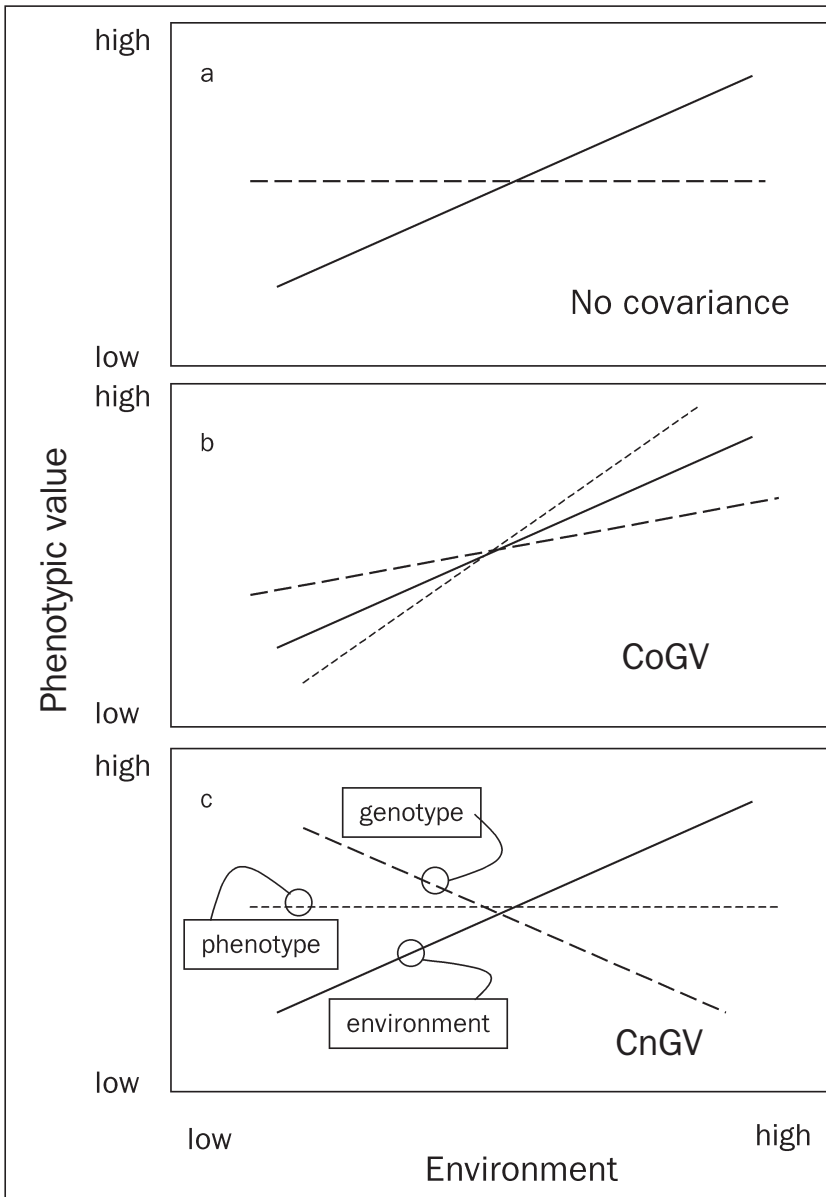 high
a
No covariance
low
high
b
CoGV
low
Phenotypic value
high
c
genotype
phenotype
environment
CnGV
low
low
high
Environment